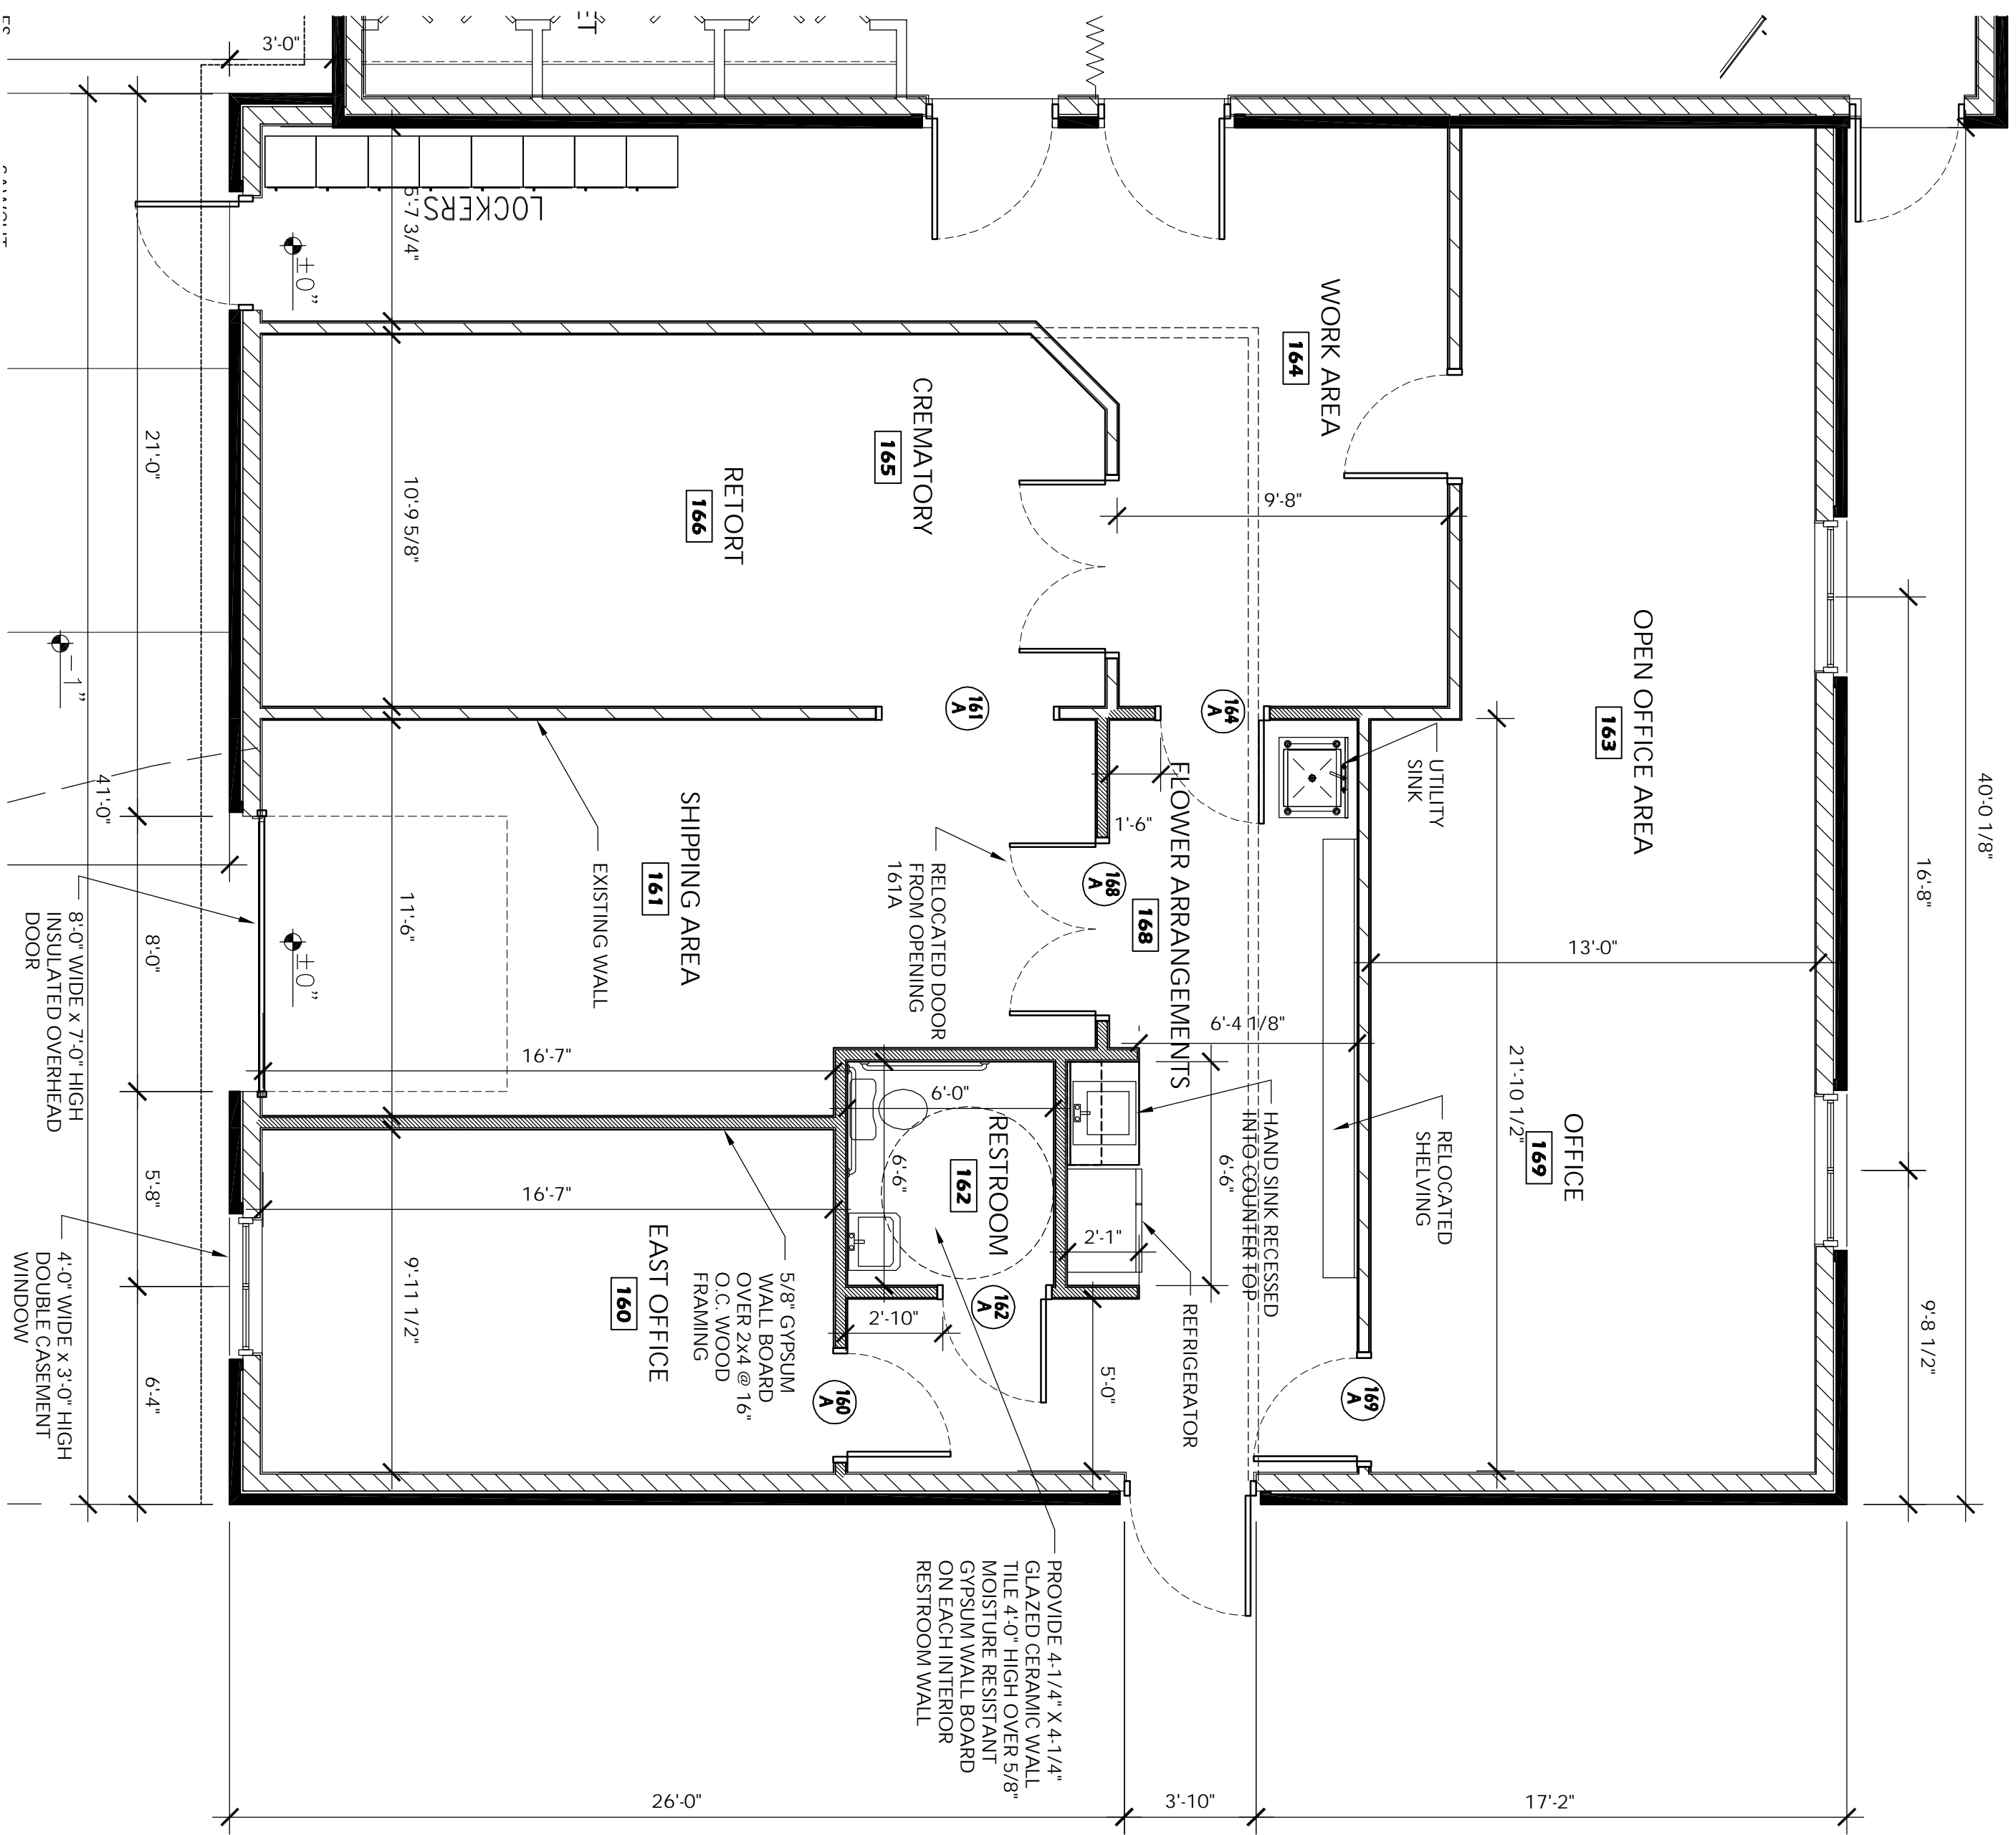 3'-0"
LOCKERS
5'-7 3/4"
±0"
WORK AREA
164
CREMATORY
165
RETORT
166
10'-9 5/8"
21'-0"
9'-8"
OPEN OFFICE AREA
163
40'-0 1/8"
16'-8"
161
A
164
A
UTILITY
SINK
-1"
41'-0"
SHIPPING AREA
161
EXISTING WALL
RELOCATED DOOR
FROM OPENING
161A
1'-6"
168
A
FLOWER ARRANGEMENTS
168
11'-6"
8'-0"
±0"
8'-0" WIDE x 7'-0" HIGH
INSULATED OVERHEAD
DOOR
13'-0"
6'-4 1/8"
21'-10 1/2"
16'-7"
6'-0"
6'-6"
RESTROOM
162
HAND SINK RECESSED
INTO COUNTER TOP
6'-6"
RELOCATED
SHELVING
OFFICE
169
5'-8"
16'-7"
EAST OFFICE
160
5/8" GYPSUM
WALL BOARD
OVER 2x4 @ 16"
O.C. WOOD
FRAMING
2'-1"
REFRIGERATOR
9'-11 1/2"
4'-0" WIDE x 3'-0" HIGH
DOUBLE CASEMENT
WINDOW
2'-10"
162
A
5'-0"
160
A
169
A
6'-4"
9'-8 1/2"
PROVIDE 4-1/4" X 4-1/4"
GLAZED CERAMIC WALL
TILE 4'-0" HIGH OVER 5/8"
MOISTURE RESISTANT
GYPSUM WALL BOARD
ON EACH INTERIOR
RESTROOM WALL
26'-0"
3'-10"
17'-2"